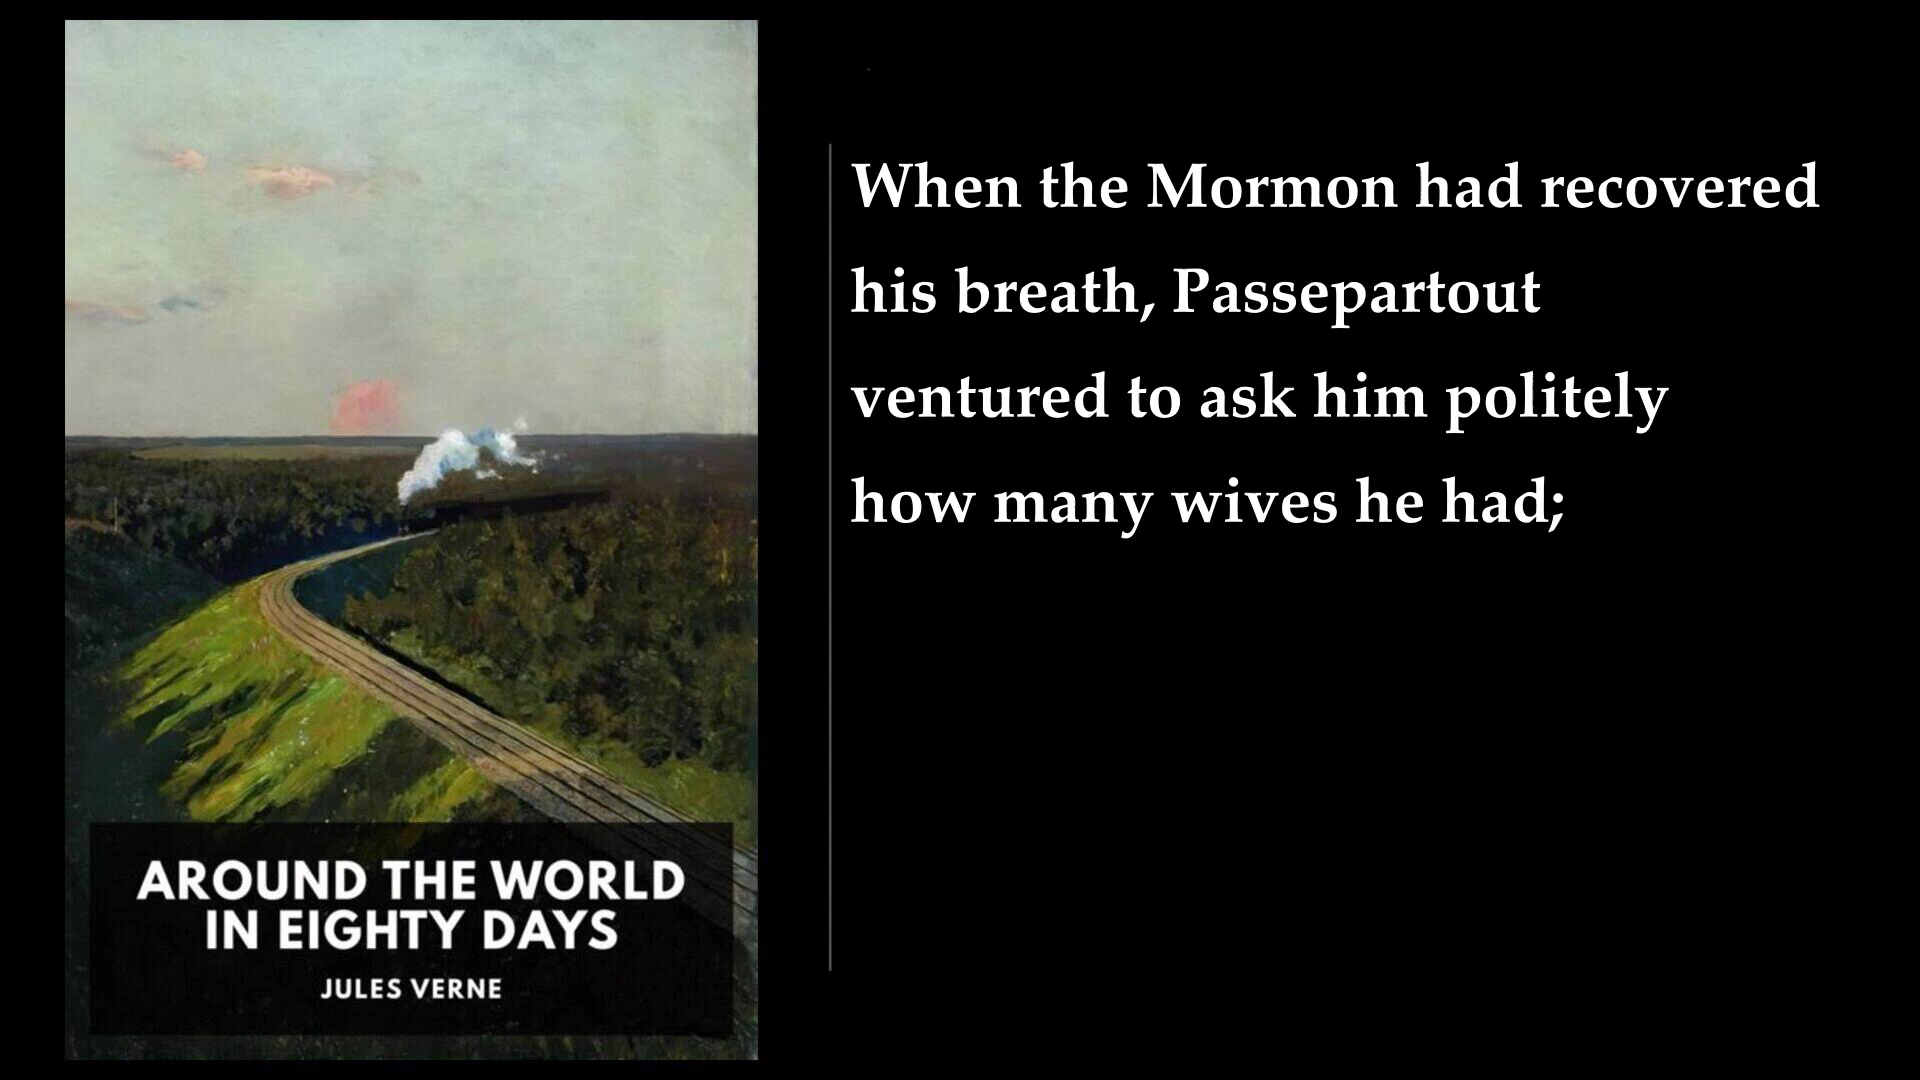 When the Mormon had recovered
his breath, Passepartout
ventured to ask him politely
how many wives he had;
AROUND THE WORLD
IN EIGHTY DAYS
JULES VERNE